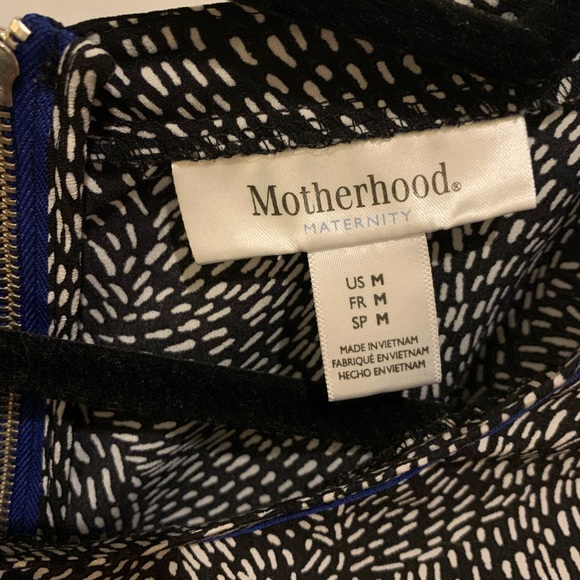 Motherhood®
MATERNITY
US M
FR M
SP M
MADE IN VIETNAM
FABRIQUÉ EN VIETNAM
HECHO EN VIETNAM